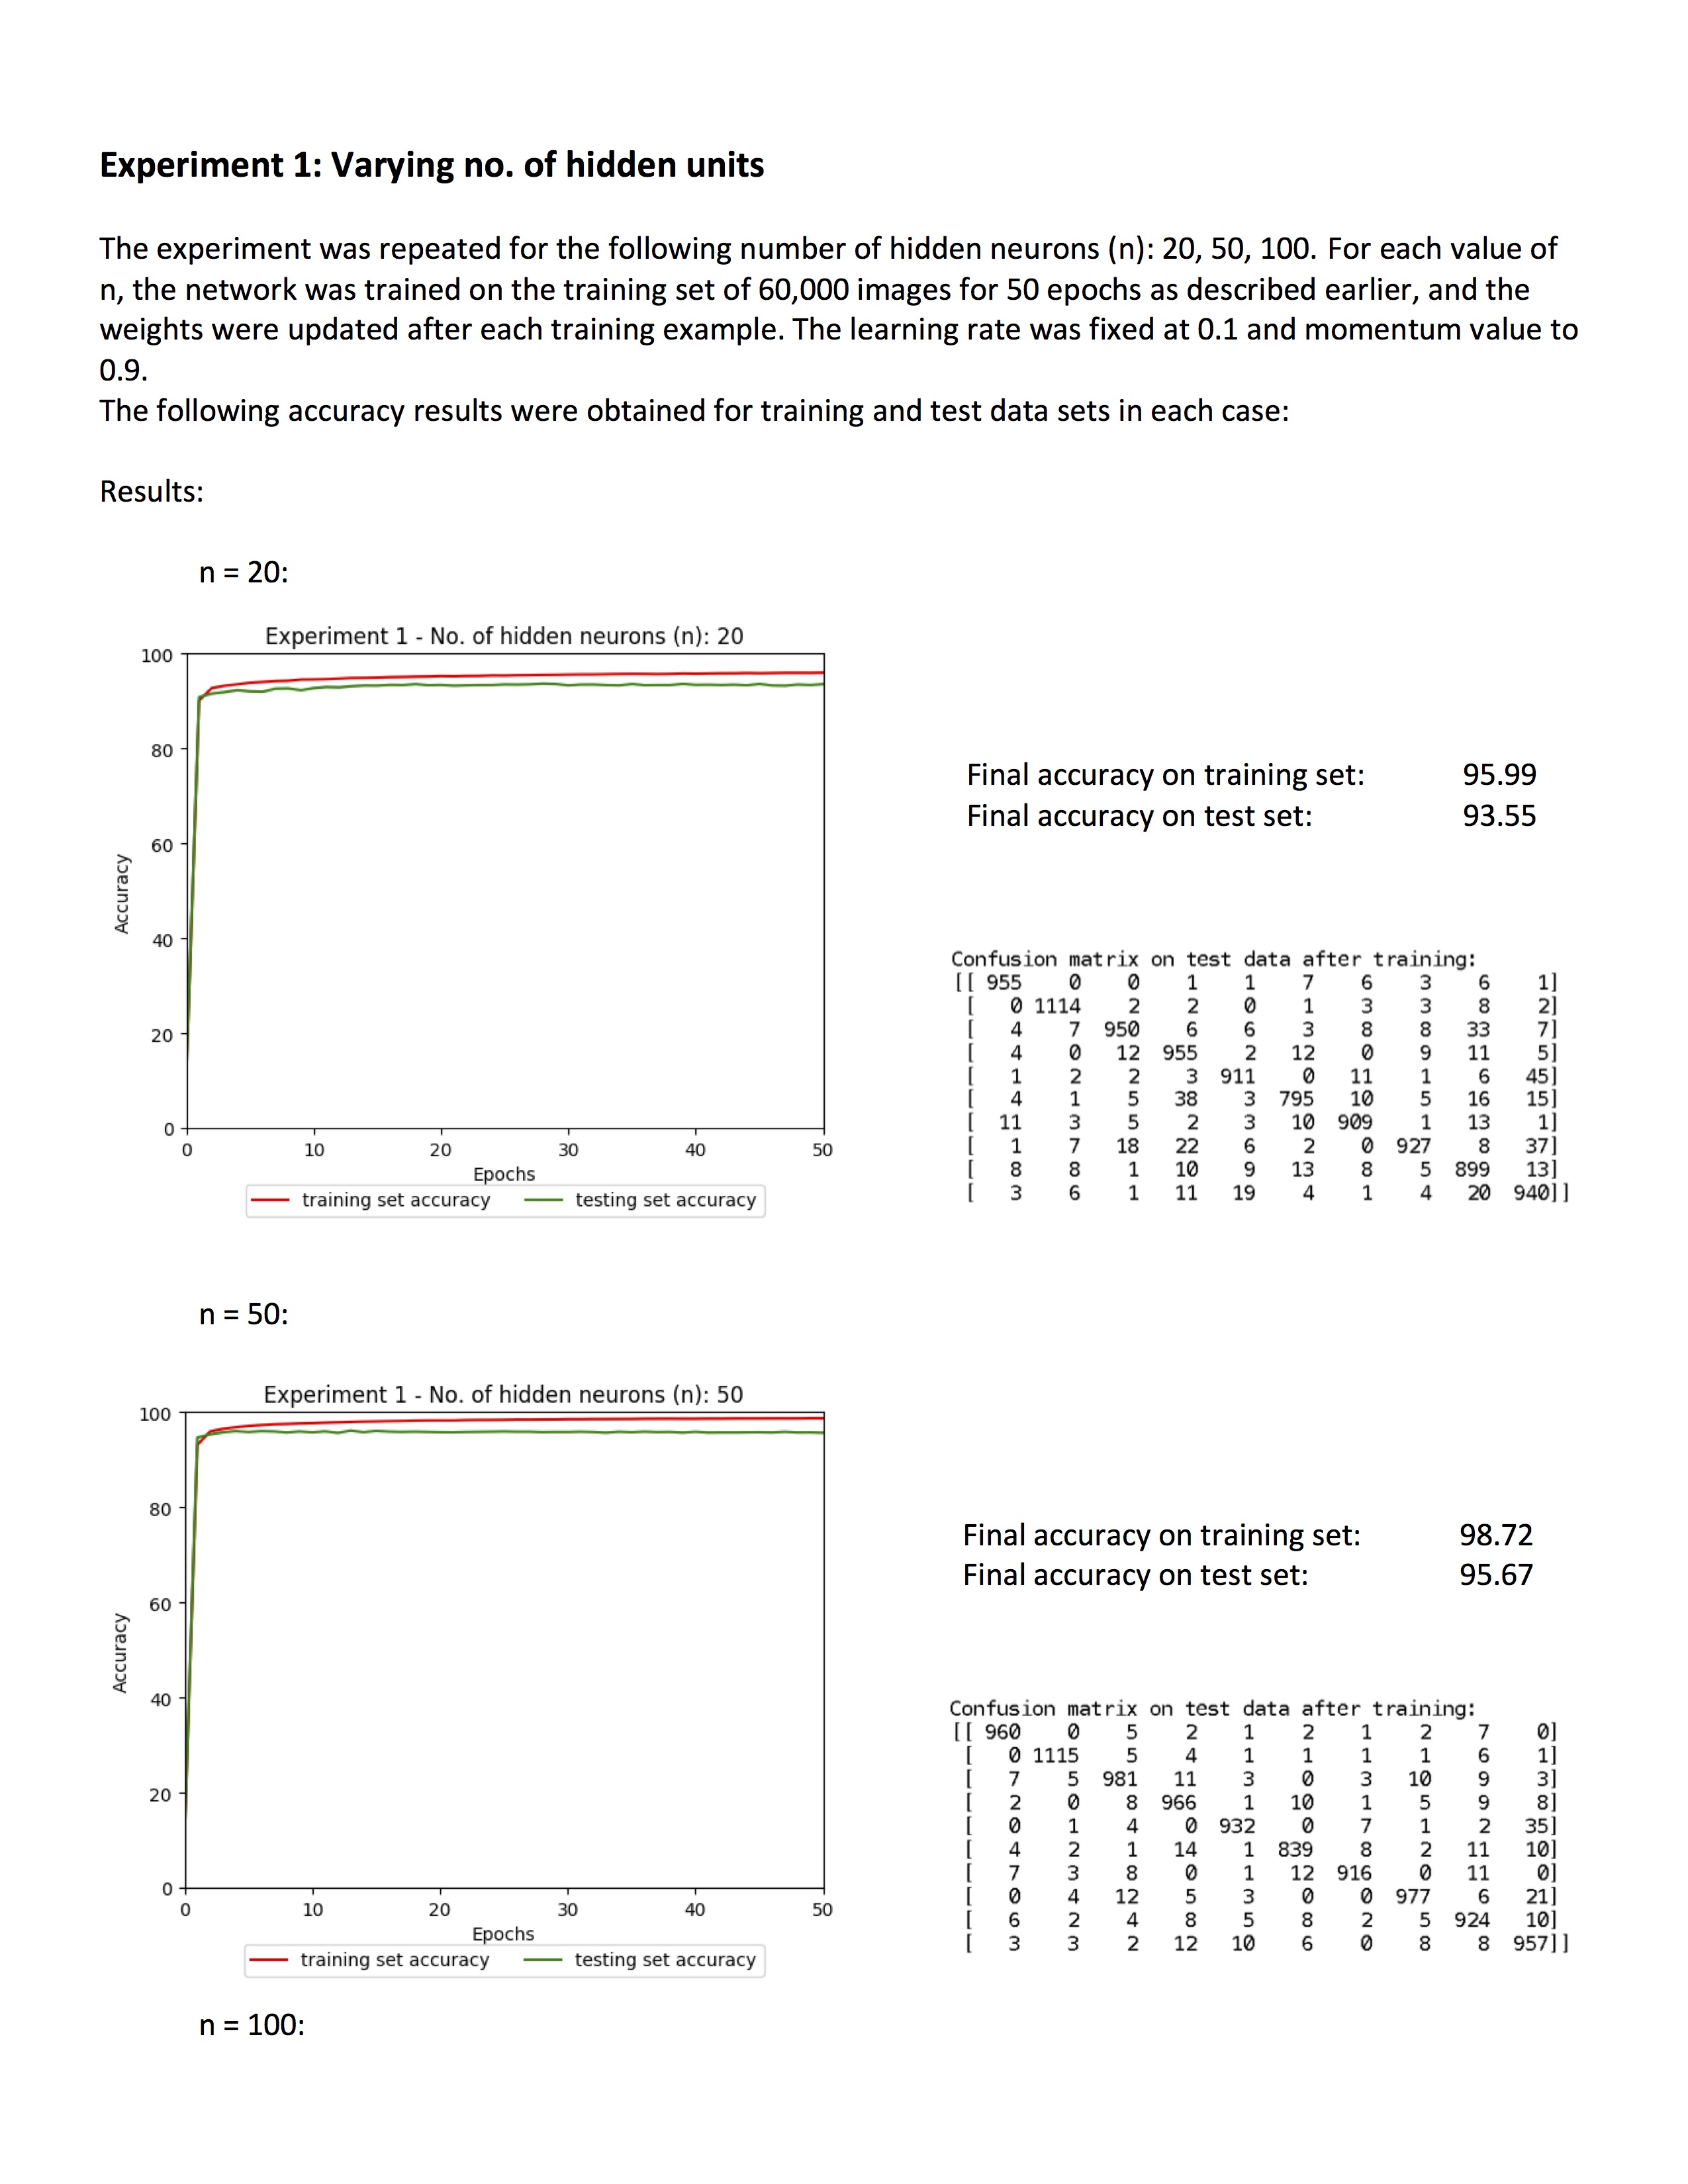 Experiment 1: Varying no. of hidden units
The experiment was repeated for the following number of hidden neurons (n): 20, 50, 100. For each value of
n, the network was trained on the training set of 60,000 images for 50 epochs as described earlier, and the
weights were updated after each training example. The learning rate was fixed at 0.1 and momentum value to
0.9.
The following accuracy results were obtained for training and test data sets in each case:
Results:
n = 20:
Experiment 1 - No. of hidden neurons (n): 20
100
80
60
40
20
0
Accuracy
0 10 20 30 40 50
Epochs
training set accuracy testing set accuracy
Final accuracy on training set: 95.99
Final accuracy on test set: 93.55
Confusion matrix on test data after training:
[[ 955 0 0 1 1 7 6 3 6 1]
[ 0 1114 2 2 0 1 3 3 8 2]
[ 4 7 950 6 6 3 8 8 33 7]
[ 4 0 12 955 2 12 0 9 11 5]
[ 1 2 2 3 911 0 11 1 6 45]
[ 4 1 5 38 3 795 10 5 16 15]
[ 11 3 5 2 3 10 909 1 13 1]
[ 1 7 18 22 6 2 0 927 8 37]
[ 8 8 1 10 9 13 8 5 899 13]
[ 3 6 1 11 19 4 1 4 20 940]]
n = 50:
Experiment 1 - No. of hidden neurons (n): 50
100
80
60
40
20
0
Accuracy
0 10 20 30 40 50
Epochs
training set accuracy testing set accuracy
Final accuracy on training set: 98.72
Final accuracy on test set: 95.67
Confusion matrix on test data after training:
[[ 960 0 5 2 1 2 1 2 7 0]
[ 0 1115 5 4 1 1 1 1 6 1]
[ 7 5 981 11 3 0 3 10 9 3]
[ 2 0 8 966 1 10 1 5 9 8]
[ 0 1 4 0 932 0 7 1 2 35]
[ 4 2 1 14 1 839 8 2 11 10]
[ 7 3 8 0 1 12 916 0 11 0]
[ 0 4 12 5 3 0 0 977 6 21]
[ 6 2 4 8 5 8 2 5 924 10]
[ 3 3 2 12 10 6 0 8 8 957]]
n = 100: